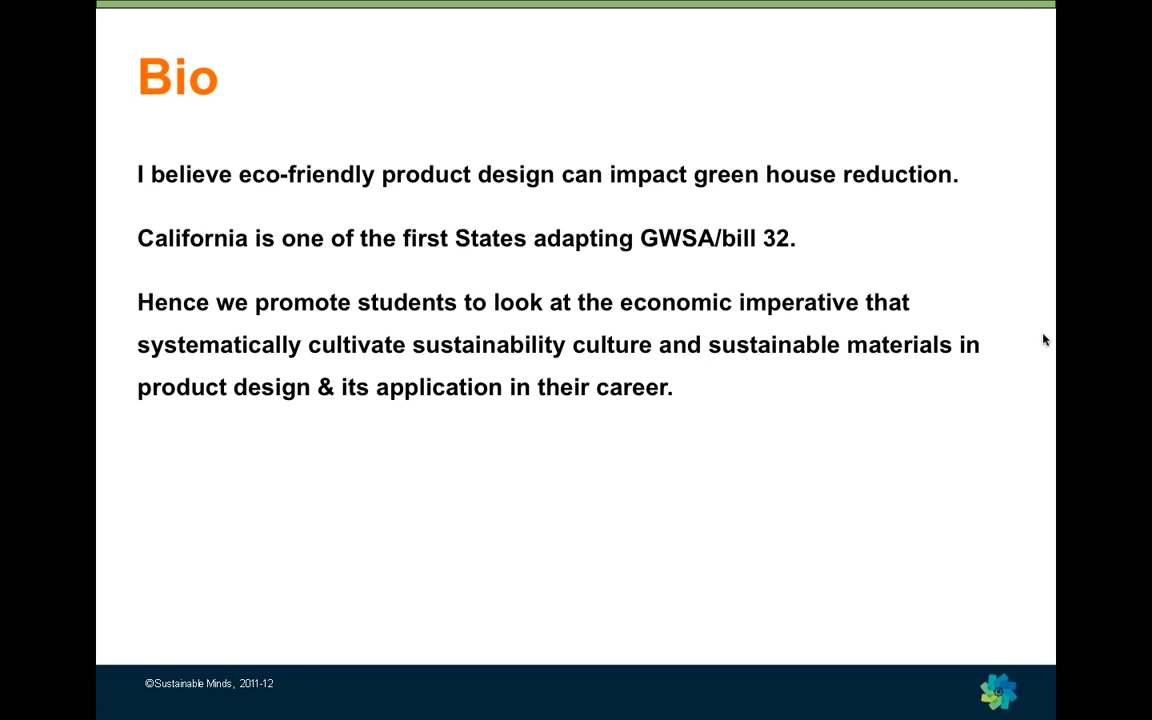 Bio
I believe eco-friendly product design can impact green house reduction.
California is one of the first States adapting GWSA/bill 32.
Hence we promote students to look at the economic imperative that
systematically cultivate sustainability culture and sustainable materials in
product design & its application in their career.
©Sustainable Minds, 2011-12